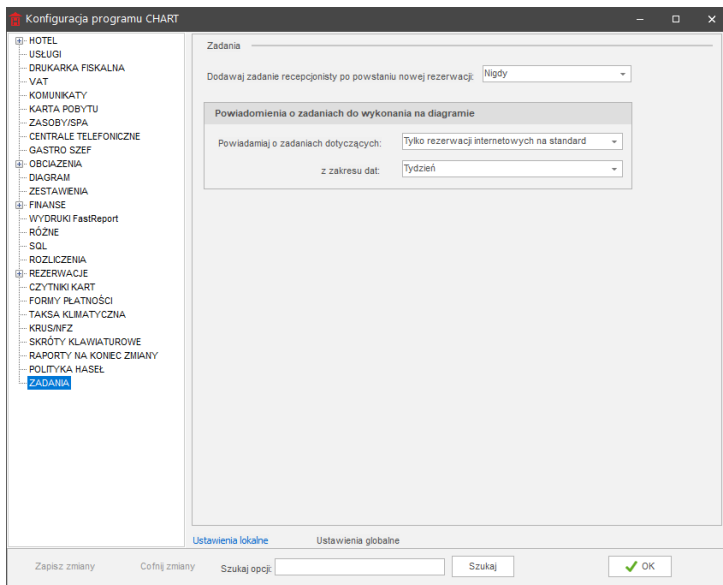 Konfiguracja programu CHART
HOTEL
USŁUGI
DRUKARKA FISKALNA
VAT
KOMUNIKATY
KARTA POBYTU
ZASOBY/SPA
CENTRALE TELEFONICZNE
GASTRO SZEF
OBCIAZENIA
DIAGRAM
ZESTAWIENIA
FINANSE
WYDRUKI FastReport
RÓŻNE
SQL
ROZLICZENIA
REZERWACJE
CZYTNIKI KART
FORMY PŁATNOŚCI
TAKSA KLIMATYCZNA
KRUS/NFZ
SKRÓTY KLAWIATUROWE
RAPORTY NA KONIEC ZMIANY
POLITYKA HASEŁ
ZADANIA
Zadania
Dodawaj zadanie recepcjonisty po powstaniu nowej rezerwacji: Nigdy
Powiadomienia o zadaniach do wykonania na diagramie
Powiadamiaj o zadaniach dotyczących: Tylko rezerwacji internetowych na standard
z zakresu dat: Tydzień
Ustawienia lokalne Ustawienia globalne
Zapisz zmiany Cofnij zmiany Szukaj opcji: Szukaj OK